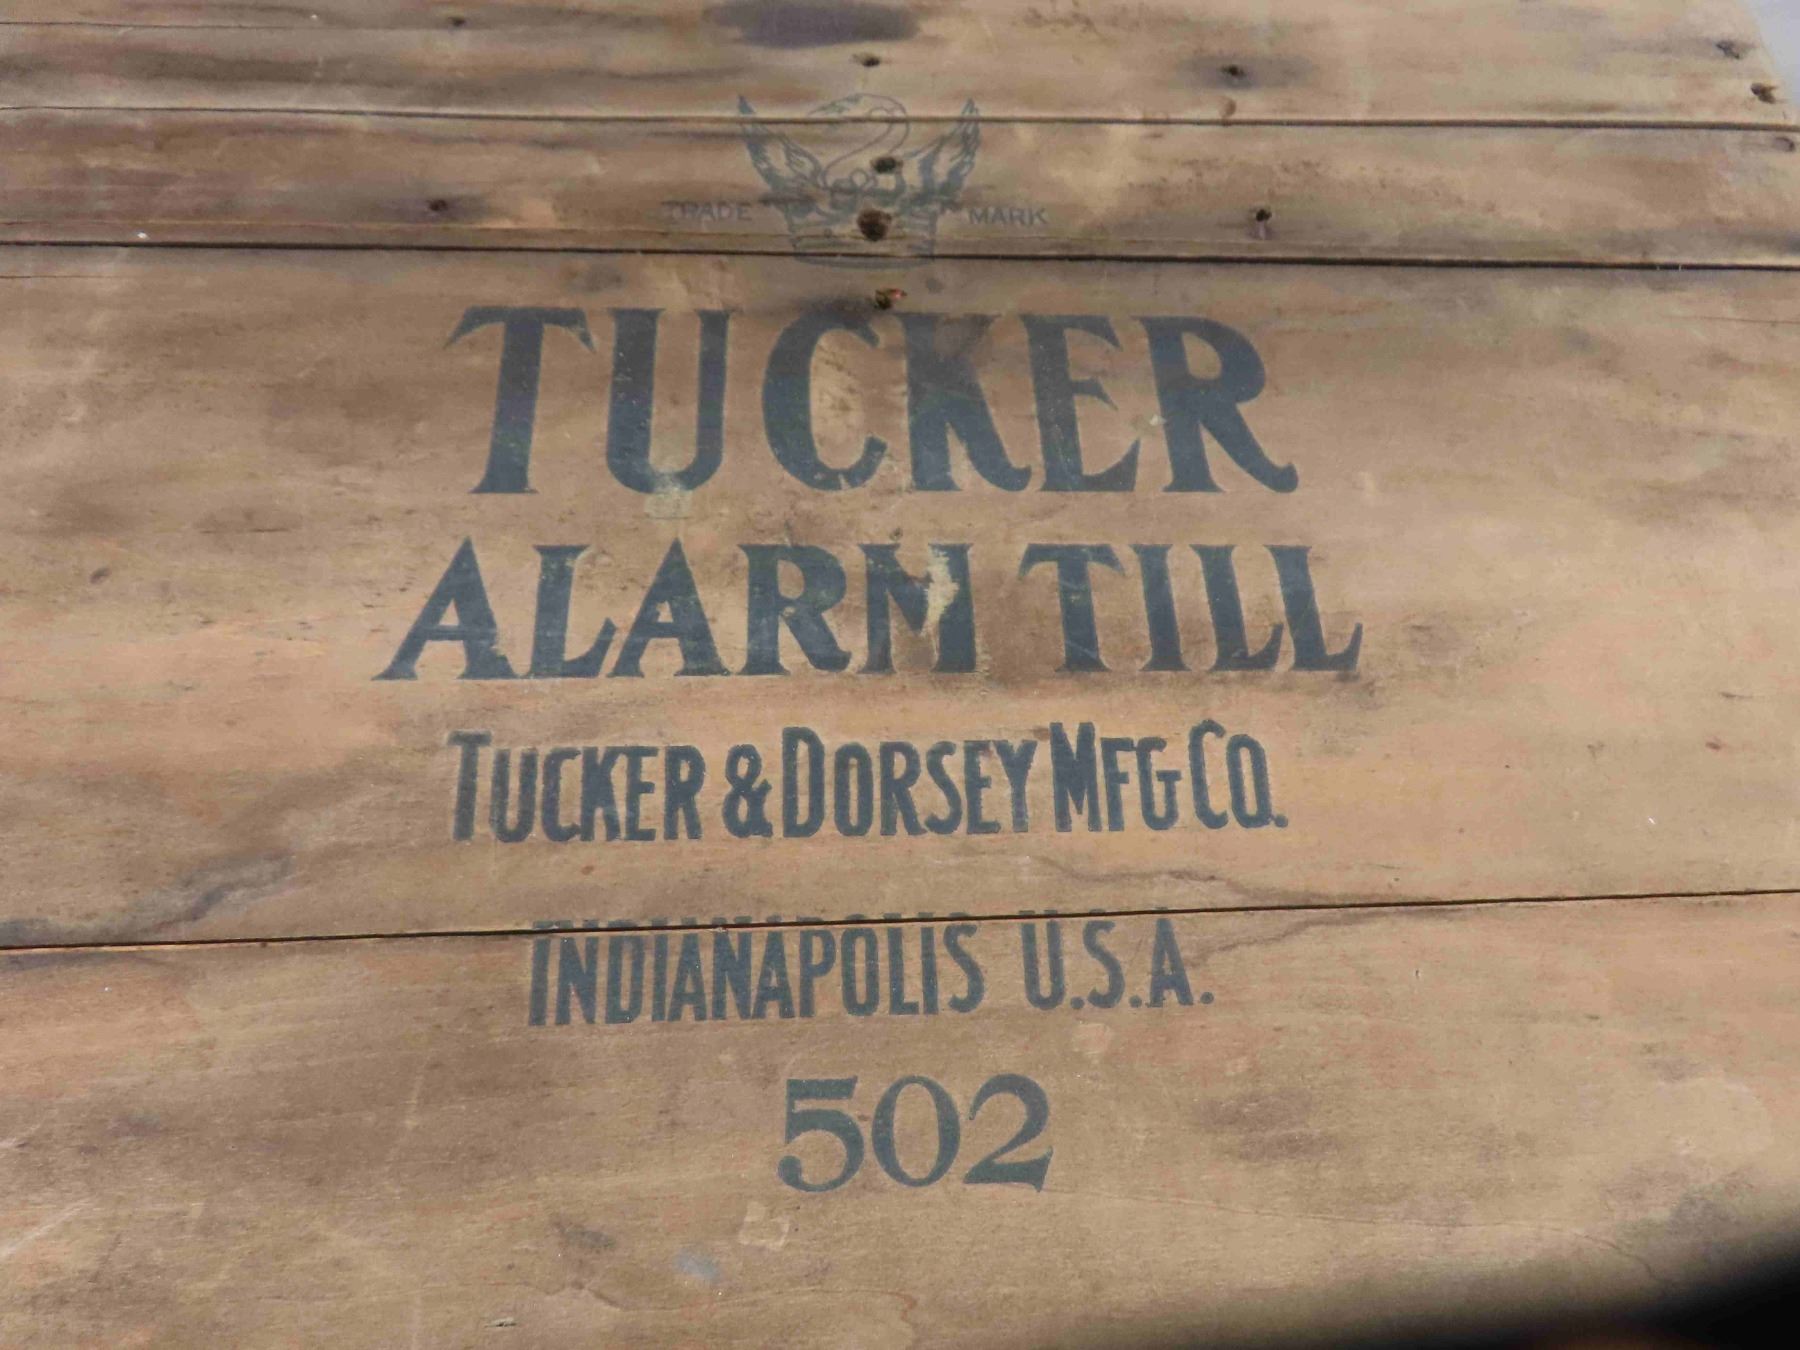 TRADE MARK
TUCKER
ALARM TILL
TUCKER & DORSEY MFG CO.
INDIANAPOLIS U.S.A.
502